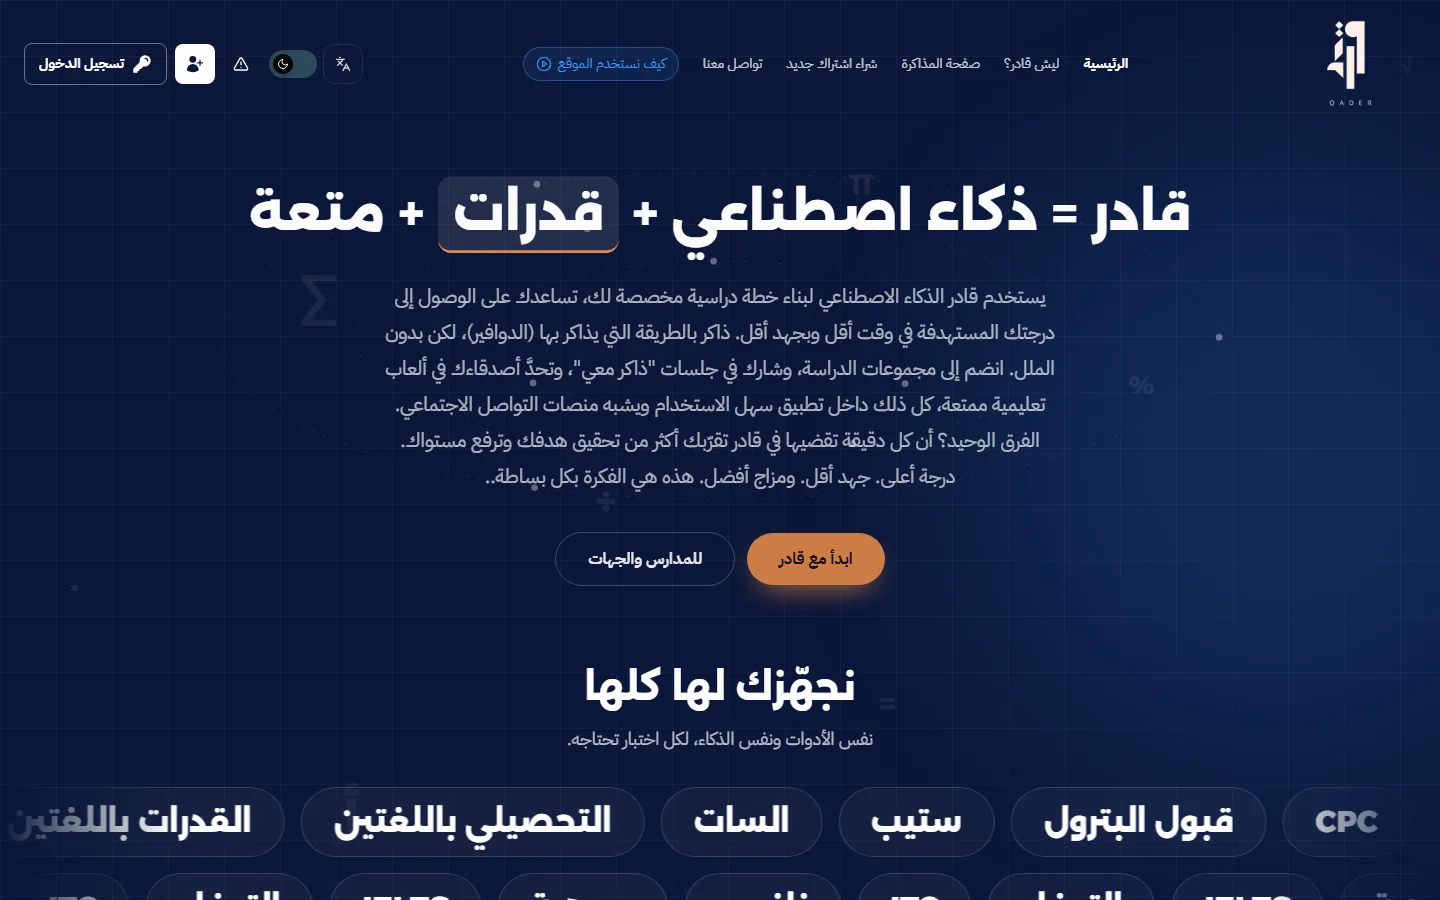 قادر
QADER
الرئيسية
ليش قادر؟
صفحة المذاكرة
شراء اشتراك جديد
تواصل معنا
كيف نستخدم الموقع
تسجيل الدخول
قادر = ذكاء اصطناعي + قدرات + متعة
يستخدم قادر الذكاء الاصطناعي لبناء خطة دراسية مخصصة لك، تساعدك على الوصول إلى
درجتك المستهدفة في وقت أقل وبجهد أقل. ذاكر بالطريقة التي يذاكر بها (الدوافير)، لكن بدون
الملل. انضم إلى مجموعات الدراسة، وشارك في جلسات "ذاكر معي"، وتحدَّ أصدقاءك في ألعاب
تعليمية ممتعة، كل ذلك داخل تطبيق سهل الاستخدام ويشبه منصات التواصل الاجتماعي.
الفرق الوحيد؟ أن كل دقيقة تقضيها في قادر تقرّبك أكثر من تحقيق هدفك وترفع مستواك.
درجة أعلى. جهد أقل. ومزاج أفضل. هذه هي الفكرة بكل بساطة..
ابدأ مع قادر
للمدارس والجهات
نجهّزك لها كلها
نفس الأدوات ونفس الذكاء، لكل اختبار تحتاجه.
CPC
قبول البترول
ستيب
السات
التحصيلي باللغتين
القدرات باللغتين